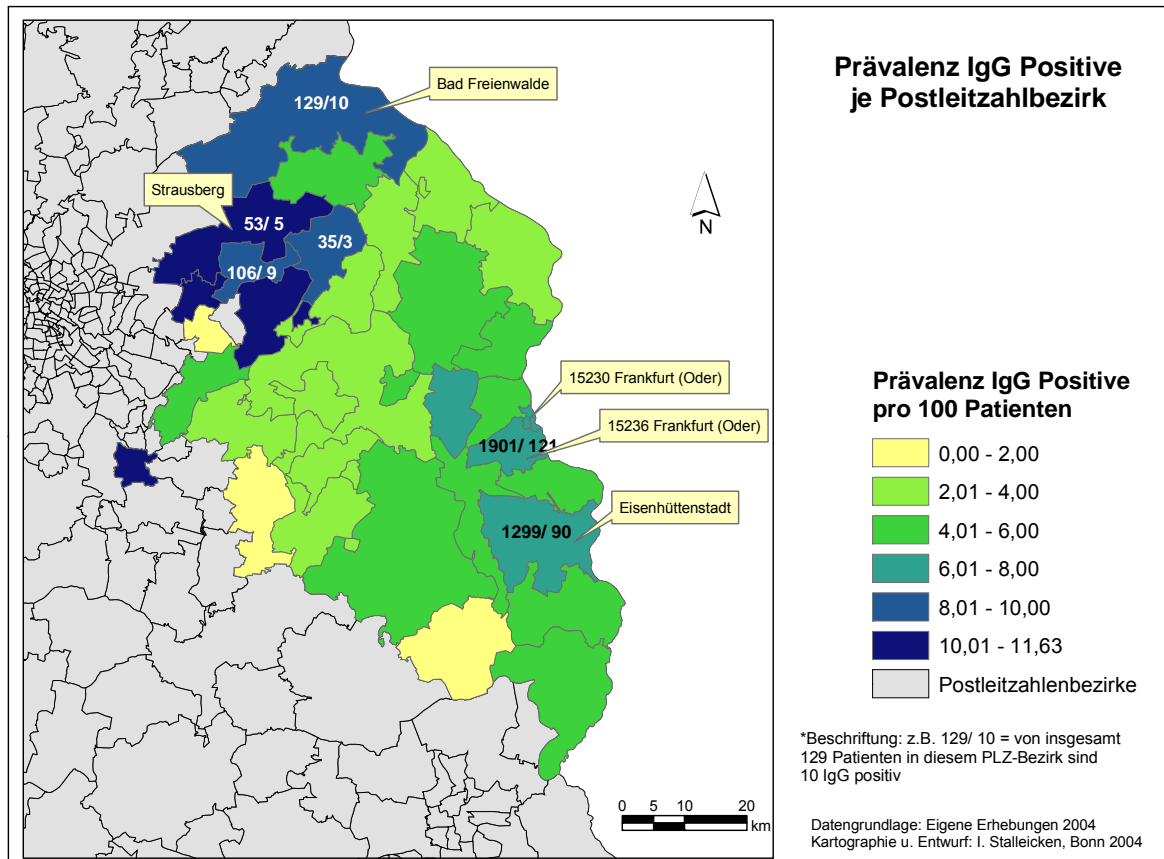 Prävalenz IgG Positive
je Postleitzahlbezirk
Bad Freienwalde
129/10
Strausberg
53/ 5
35/3
106/ 9
N
15230 Frankfurt (Oder)
15236 Frankfurt (Oder)
1901/ 121
Eisenhüttenstadt
1299/ 90
Prävalenz IgG Positive
pro 100 Patienten
0,00 - 2,00
2,01 - 4,00
4,01 - 6,00
6,01 - 8,00
8,01 - 10,00
10,01 - 11,63
Postleitzahlenbezirke
*Beschriftung: z.B. 129/ 10 = von insgesamt
129 Patienten in diesem PLZ-Bezirk sind
10 IgG positiv
0 5 10 20
km
Datengrundlage: Eigene Erhebungen 2004
Kartographie u. Entwurf: I. Stalleicken, Bonn 2004